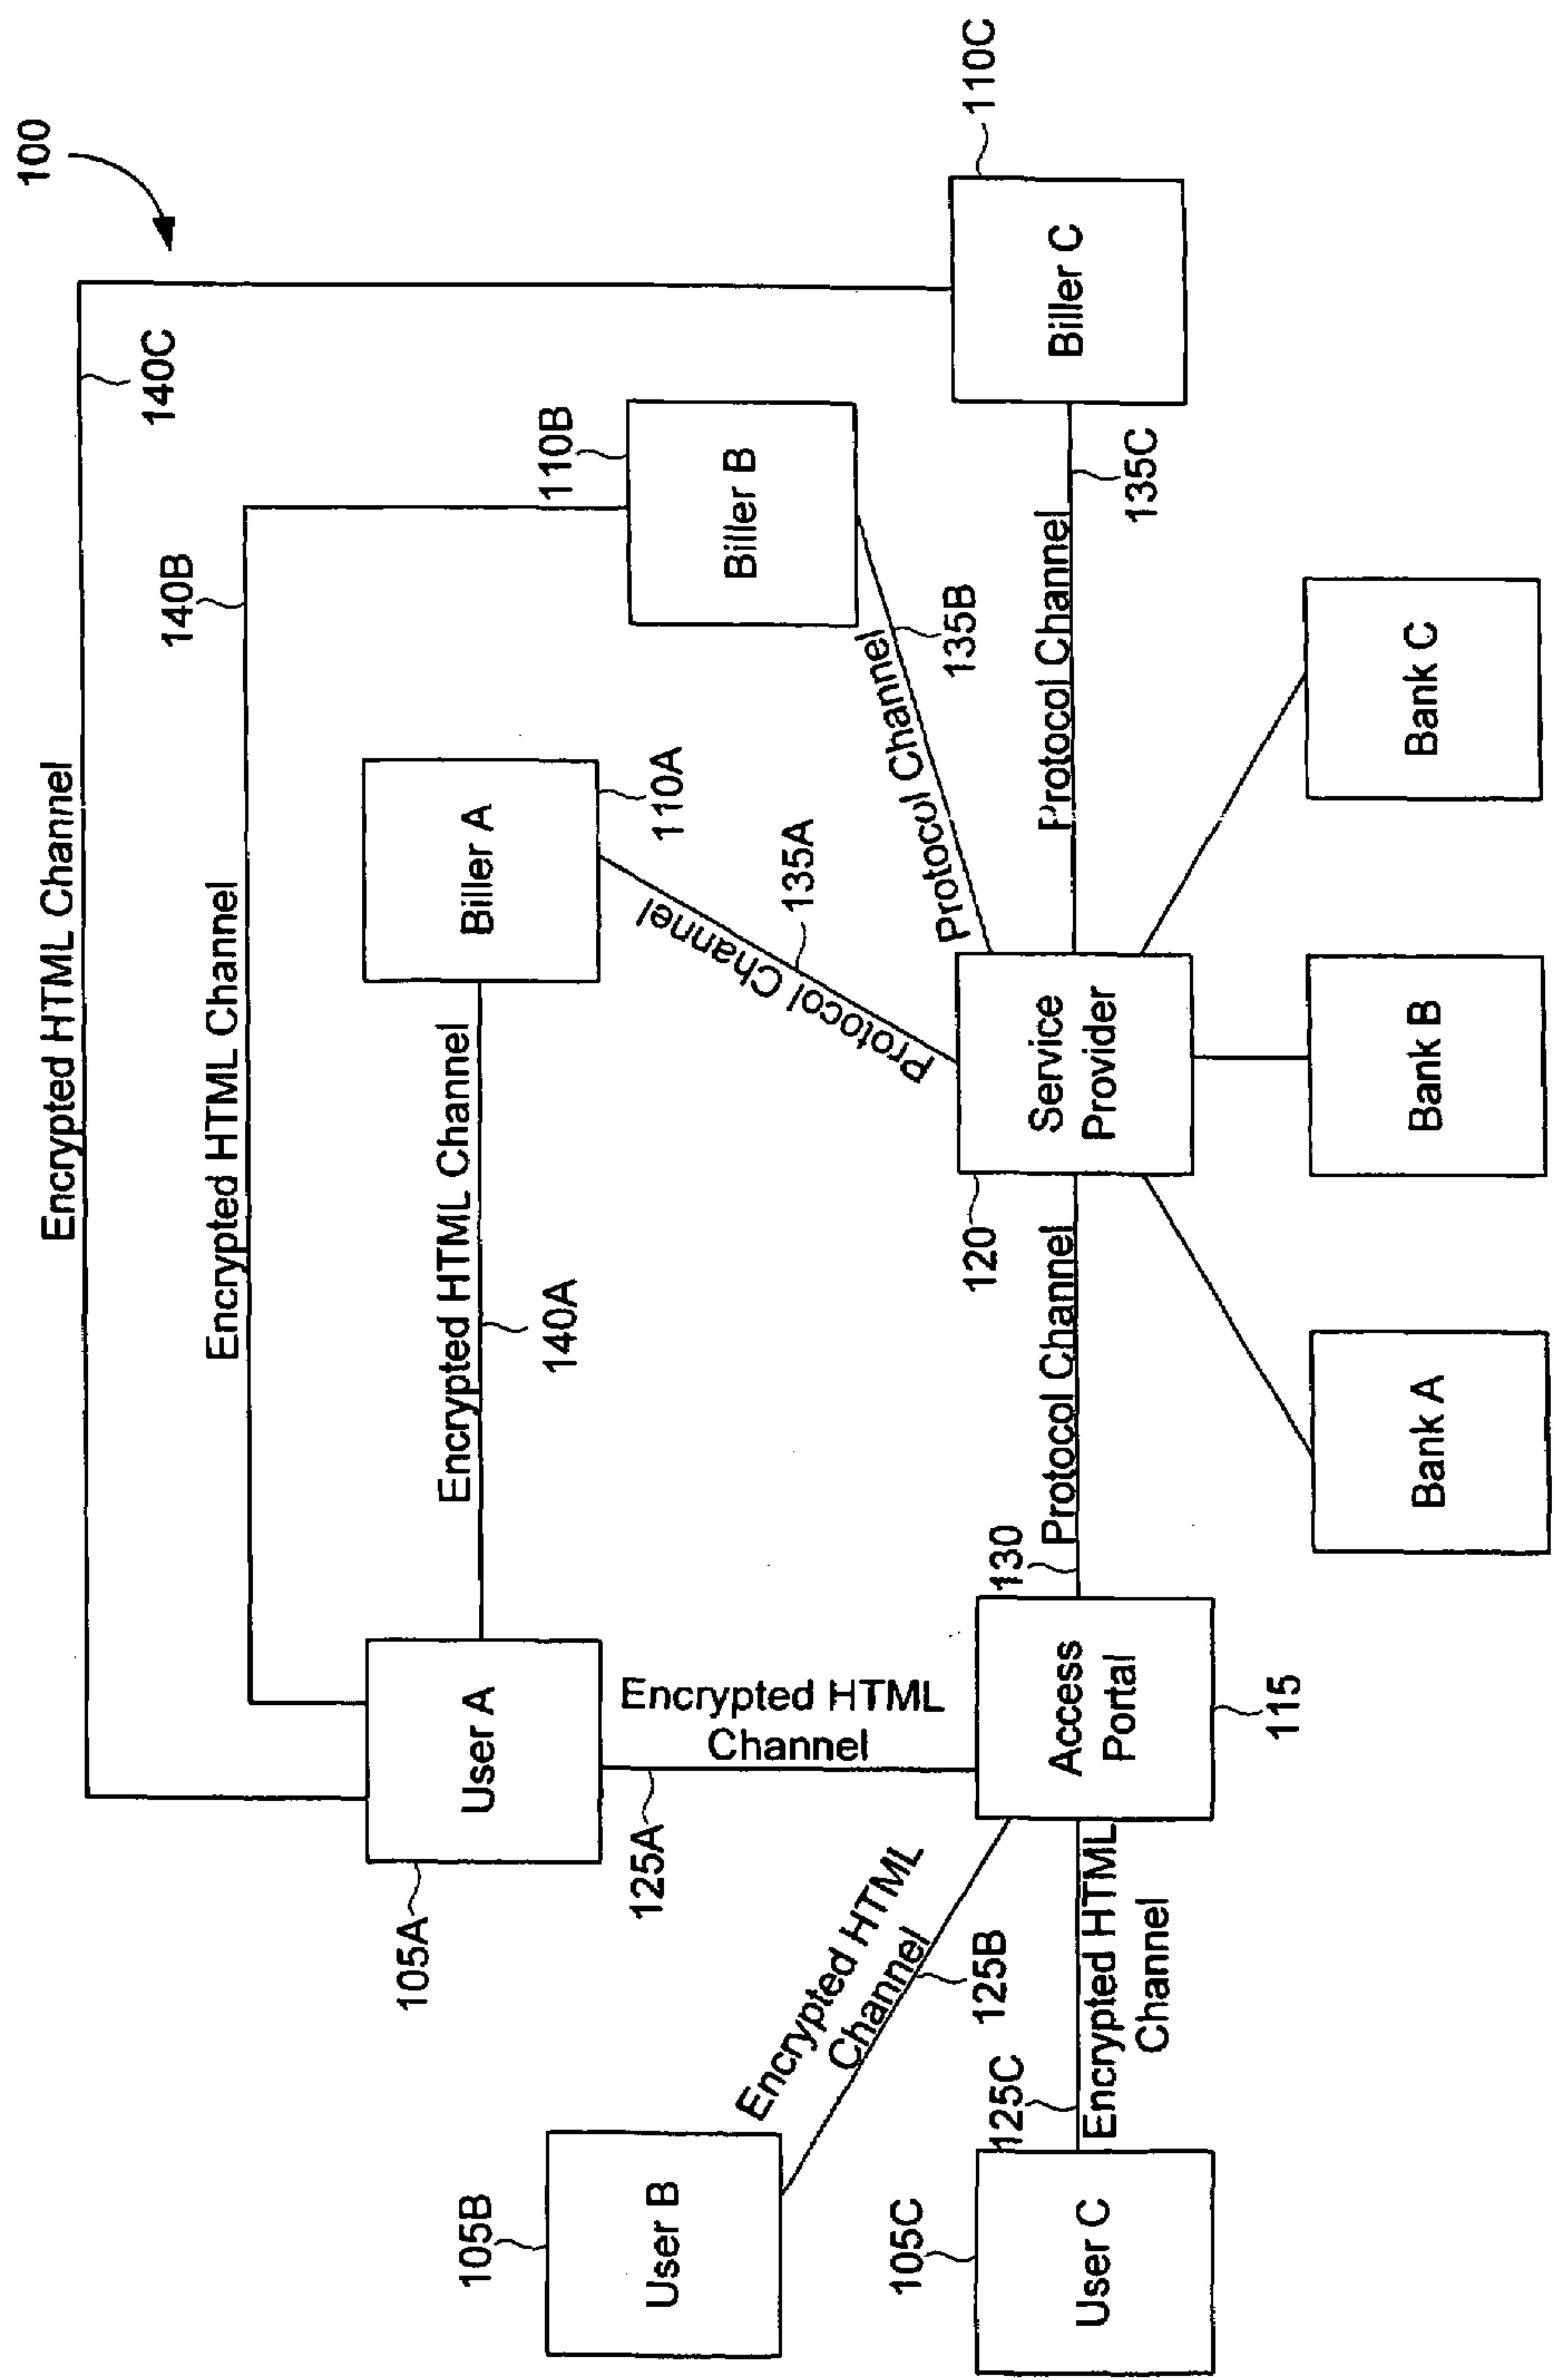 100
Encrypted HTML Channel
140C
Encrypted HTML Channel
140B
Encrypted HTML Channel
140A
105A
User A
Biller A
110A
110B
Biller B
110C
Biller C
125A
Encrypted HTML
Channel
135A
Protocol Channel
Protocol Channel
135B
Protocol Channel
135C
105B
User B
Encrypted HTML
Channel
125B
105C
User C
125C
Encrypted HTML
Channel
Access
Portal
115
130
Protocol Channel
120
Service
Provider
Bank A
Bank B
Bank C